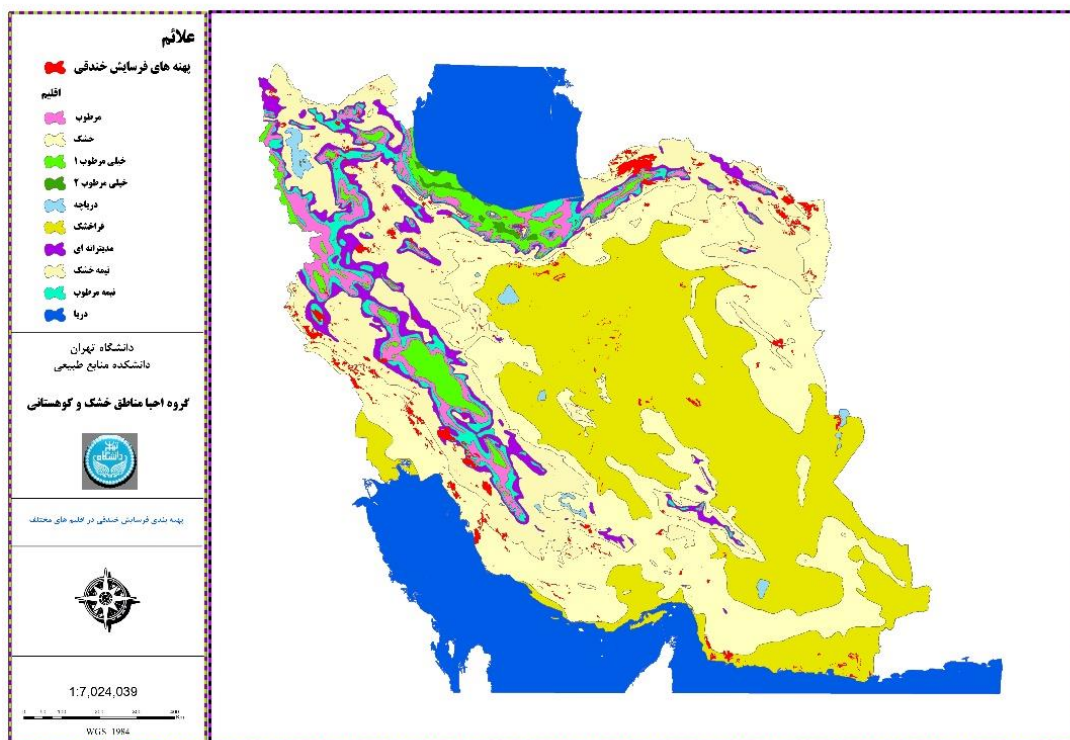 علائم
پهنه های فرسایش خندقی
اقلیم
مرطوب
خشک
خیلی مرطوب ۱
خیلی مرطوب ۲
دریاچه
فراخشک
مدیترانه ای
نیمه خشک
نیمه مرطوب
دریا
دانشگاه تهران
دانشکده منابع طبیعی
گروه احیا مناطق خشک و کوهستانی
پهنه بندی فرسایش خندقی در اقلیم های مختلف
1:7,024,039
WGS 1984